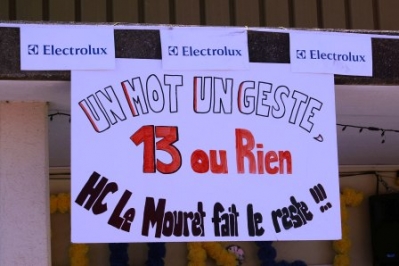 Electrolux Electrolux Electrolux
UN MOT UN GESTE,
13 ou Rien
HC Le Mouret fait le reste !!!